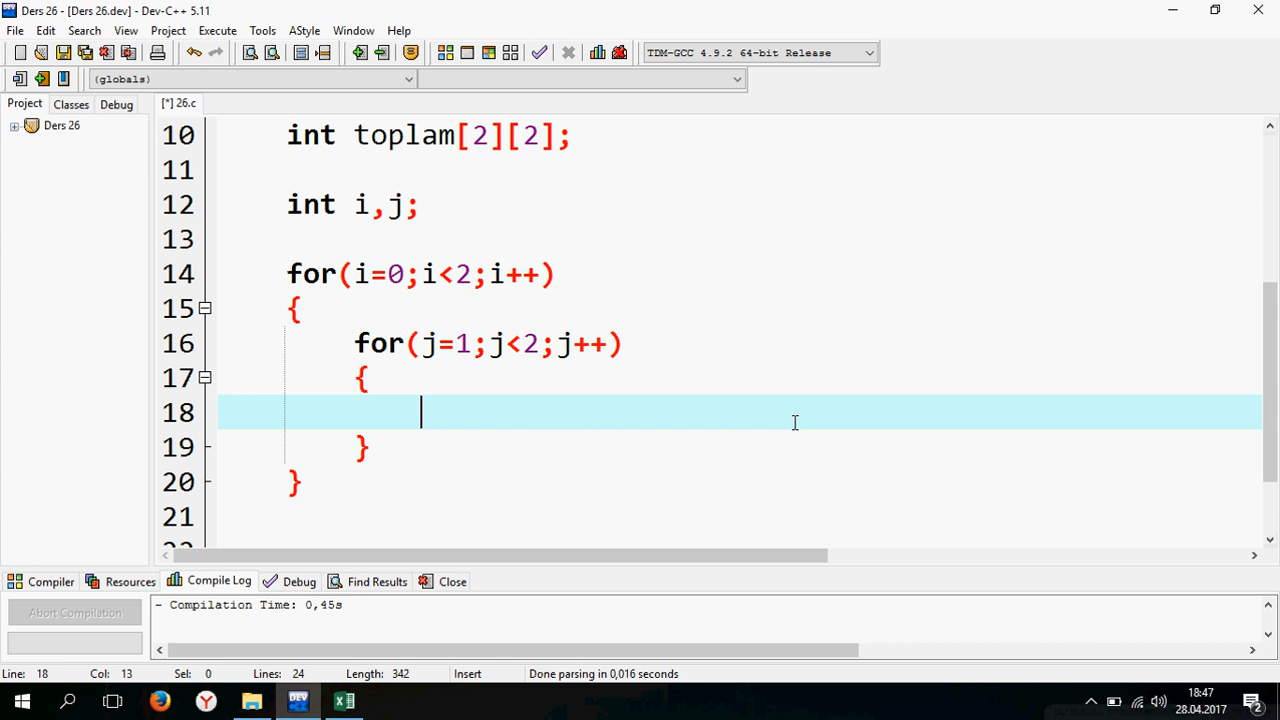 Ders 26 - [Ders 26.dev] - Dev-C++ 5.11
File Edit Search View Project Execute Tools AStyle Window Help
TDM-GCC 4.9.2 64-bit Release
(globals)
Project Classes Debug
[*] 26.c
Ders 26
10 int toplam[2][2];
11
12 int i,j;
13
14 for(i=0;i<2;i++)
15 {
16 for(j=1;j<2;j++)
17 {
18
19 }
20 }
21
Compiler Resources Compile Log Debug Find Results Close
Abort Compilation
- Compilation Time: 0,45s
Line: 18 Col: 13 Sel: 0 Lines: 24 Length: 342 Insert Done parsing in 0,016 seconds
18:47
28.04.2017